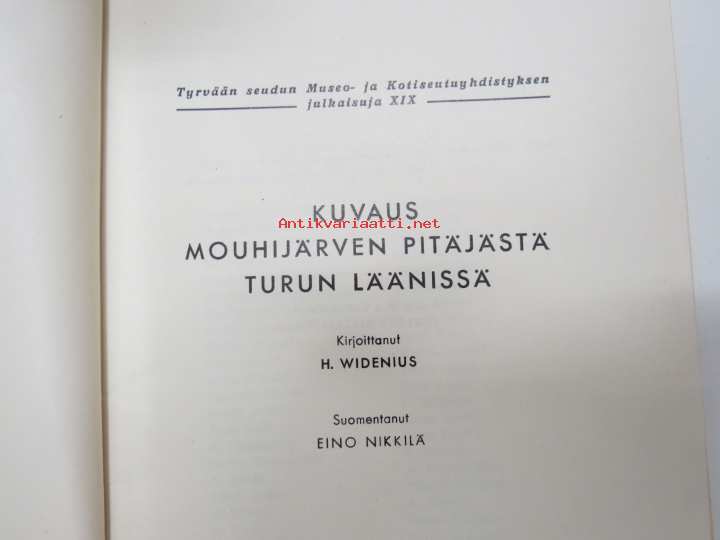 Tyrvään seudun Museo- ja Kotiseutuyhdistyksen
julkaisuja XIX
KUVAUS
Antikvariaatti.net
MOUHIJÄRVEN PITÄJÄSTÄ
TURUN LÄÄNISSÄ
Kirjoittanut
H. WIDENIUS
Suomentanut
EINO NIKKILÄ